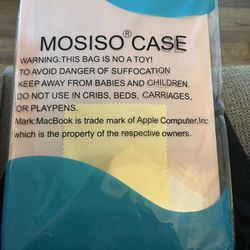 MOSISO® CASE
WARNING:THIS BAG IS NO A TOY!
TO AVOID DANGER OF SUFFOCATION
KEEP AWAY FROM BABIES AND CHILDREN.
DO NOT USE IN CRIBS, BEDS, CARRIAGES,
OR PLAYPENS.
Mark:MacBook is trade mark of Apple Computer,Inc
which is the property of the respective owners.